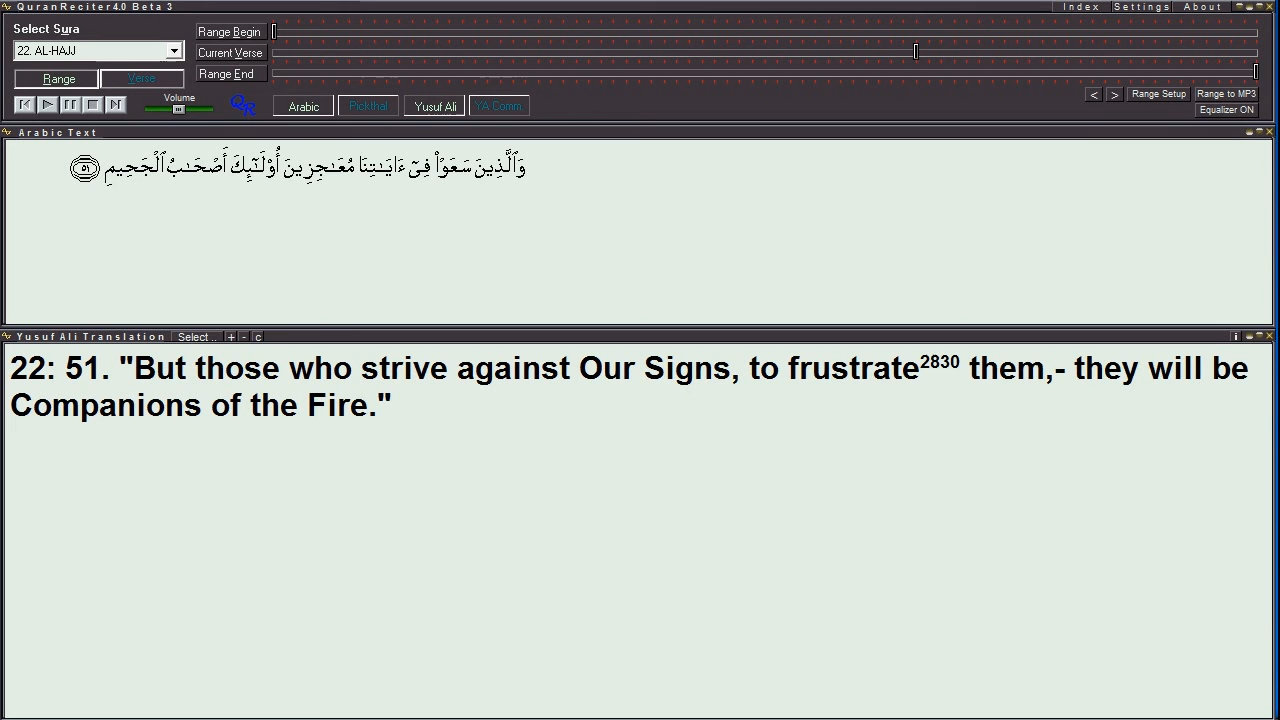 QuranReciter4.0 Beta 3
Index Settings About
Select Sura
22. AL-HAJJ
Range Verse
Volume
Range Begin
Current Verse
Range End
QR
Arabic Pickthal Yusuf Ali YA Comm.
< > Range Setup Range to MP3
Equalizer ON
Arabic Text
وَٱلَّذِينَ سَعَوْا۟ فِىٓ ءَايَـٰتِنَا مُعَـٰجِزِينَ أُو۟لَـٰٓئِكَ أَصْحَـٰبُ ٱلْجَحِيمِ ٥١
Yusuf Ali Translation Select .. + - c i
22: 51. "But those who strive against Our Signs, to frustrate2830 them,- they will be
Companions of the Fire."